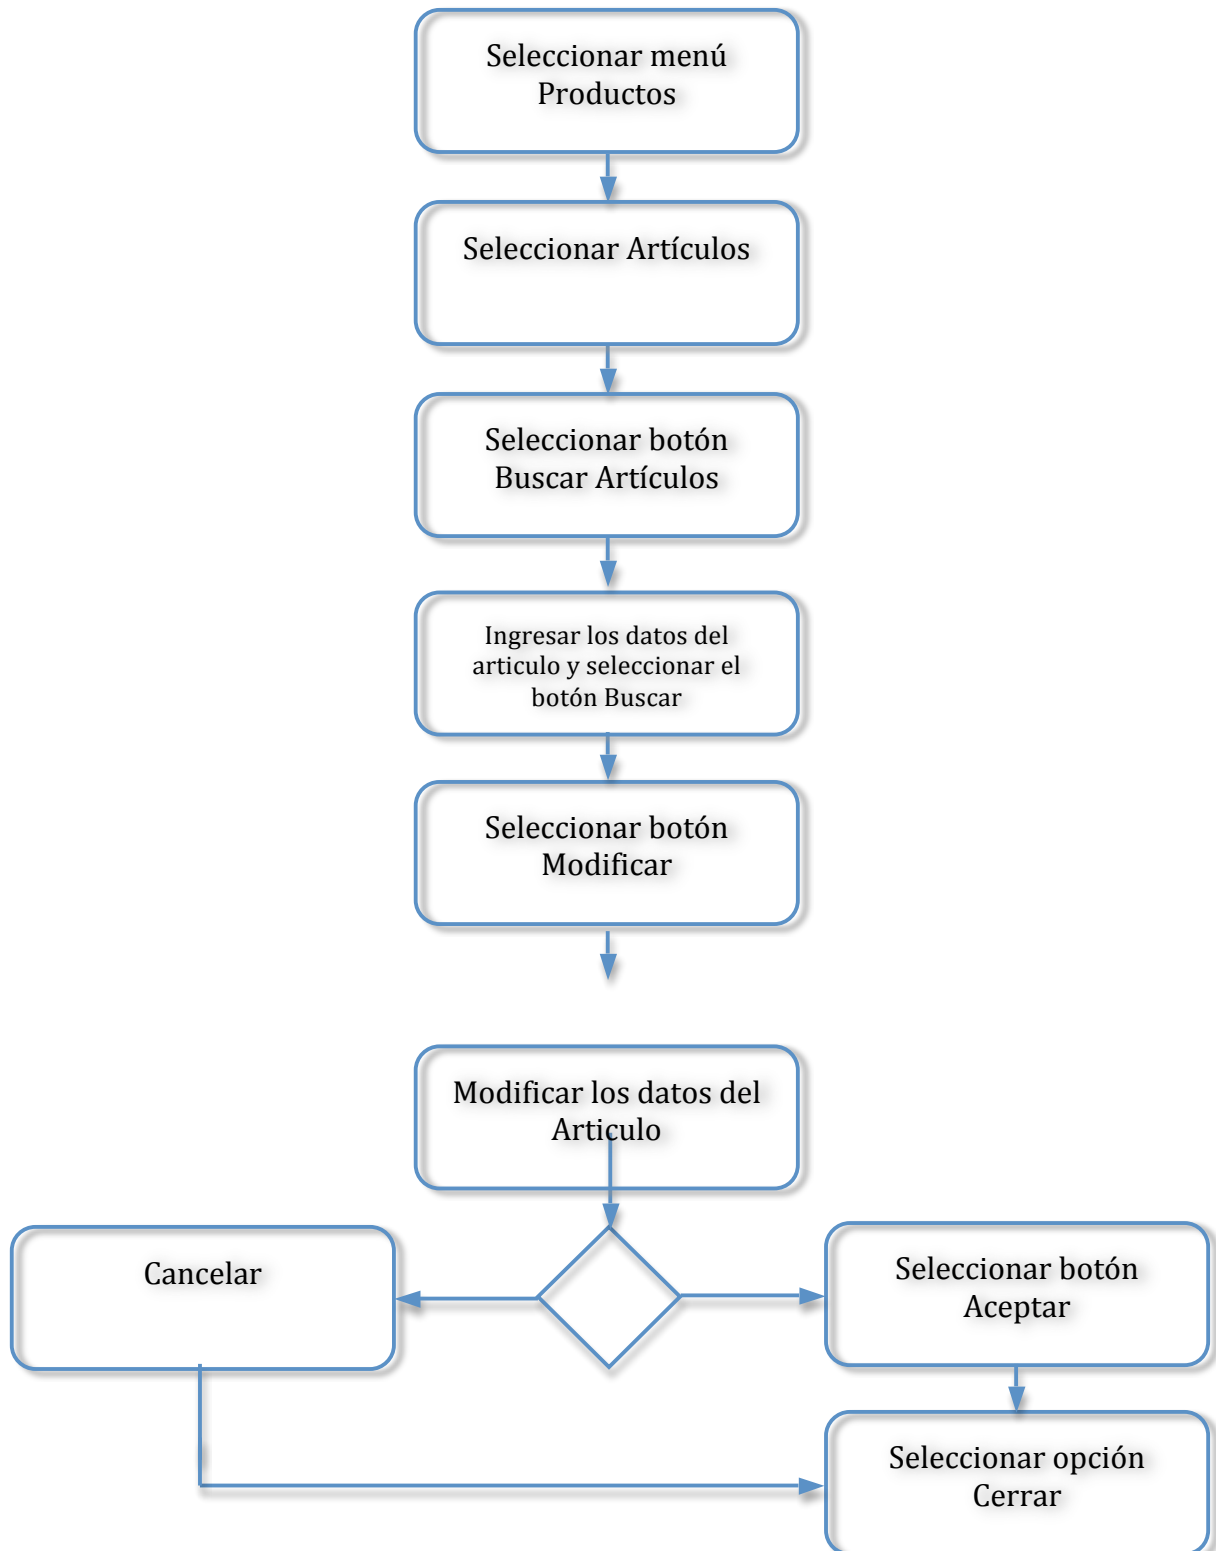 Seleccionar menú
Productos
Seleccionar Artículos
Seleccionar botón
Buscar Artículos
Ingresar los datos del
articulo y seleccionar el
botón Buscar
Seleccionar botón
Modificar
Modificar los datos del
Articulo
Cancelar
Seleccionar botón
Aceptar
Seleccionar opción
Cerrar